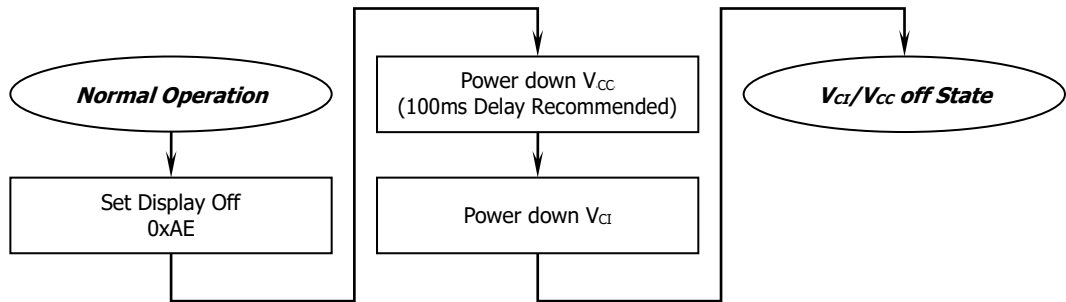 Normal Operation
Set Display Off
0xAE
Power down VCC
(100ms Delay Recommended)
Power down VCI
VCI/VCC off State